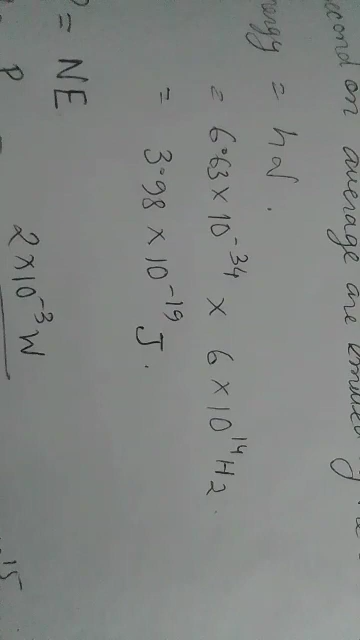 second on average are emitted
energy = hν.
= 6.63 × 10⁻³⁴ × 6 × 10¹⁴ Hz.
= 3.98 × 10⁻¹⁹ J.
P = NE
P =
2 × 10⁻³ W
15